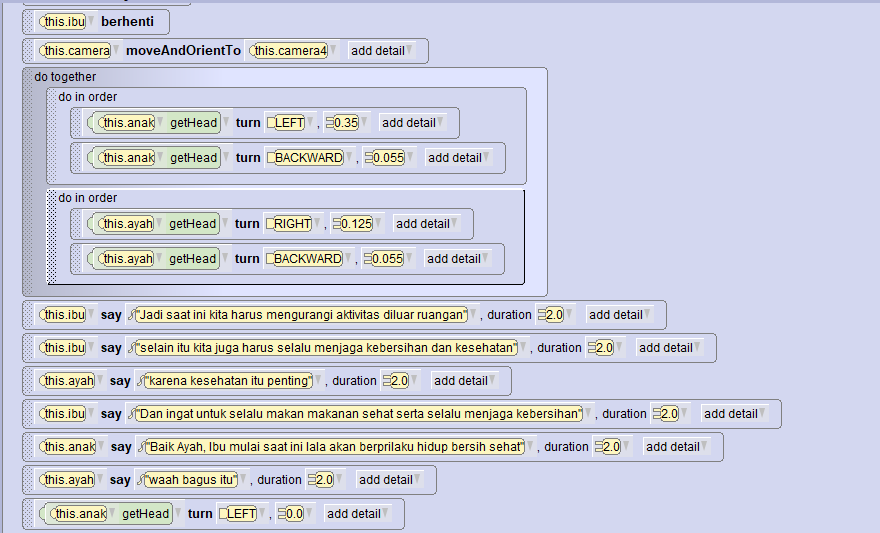 this.ibu berhenti
this.camera moveAndOrientTo this.camera4 add detail
do together
do in order
this.anak getHead turn LEFT , 0.35 add detail
this.anak getHead turn BACKWARD , 0.055 add detail
do in order
this.ayah getHead turn RIGHT , 0.125 add detail
this.ayah getHead turn BACKWARD , 0.055 add detail
this.ibu say "Jadi saat ini kita harus mengurangi aktivitas diluar ruangan" , duration 2.0 add detail
this.ibu say "selain itu kita juga harus selalu menjaga kebersihan dan kesehatan" , duration 2.0 add detail
this.ayah say "karena kesehatan itu penting" , duration 2.0 add detail
this.ibu say "Dan ingat untuk selalu makan makanan sehat serta selalu menjaga kebersihan" , duration 2.0 add detail
this.anak say "Baik Ayah, Ibu mulai saat ini lala akan berprilaku hidup bersih sehat" , duration 2.0 add detail
this.ayah say "waah bagus itu" , duration 2.0 add detail
this.anak getHead turn LEFT , 0.0 add detail